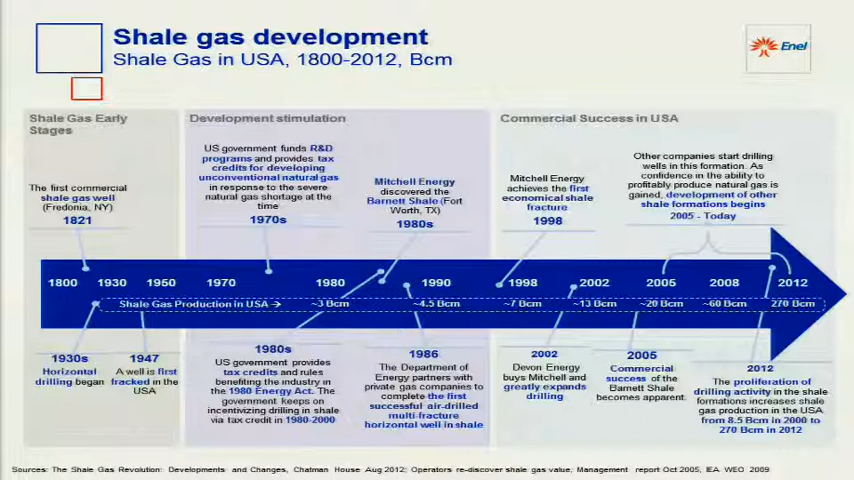 Shale gas development
Shale Gas in USA, 1800-2012, Bcm
Enel
Shale Gas Early
Stages
Development stimulation
Commercial Success in USA
The first commercial
shale gas well
(Fredonia, NY)
1821
US government funds R&D
programs and provides tax
credits for developing
unconventional natural gas
in response to the severe
natural gas shortage at the
time
1970s
Mitchell Energy
discovered the
Barnett Shale (Fort
Worth, TX)
1980s
Mitchell Energy
achieves the first
economical shale
fracture
1998
Other companies start drilling
wells in this formation. As
confidence in the ability to
profitably produce natural gas is
gained, development of other
shale formations begins
2005 - Today
1800 1930 1950 1970 1980 1990 1998 2002 2005 2008 2012
Shale Gas Production in USA → ~3 Bcm ~4.5 Bcm ~7 Bcm ~13 Bcm ~20 Bcm ~60 Bcm 270 Bcm
1930s
Horizontal
drilling began
1947
A well is first
fracked in the
USA
1980s
US government provides
tax credits and rules
benefiting the industry in
the 1980 Energy Act. The
government keeps on
incentivizing drilling in shale
via tax credit in 1980-2000
1986
The Department of
Energy partners with
private gas companies to
complete the first
successful air-drilled
multi-fracture
horizontal well in shale
2002
Devon Energy
buys Mitchell and
greatly expands
drilling
2005
Commercial
success of the
Barnett Shale
becomes apparent
2012
The proliferation of
drilling activity in the shale
formations increases shale
gas production in the USA
from 8.5 Bcm in 2000 to
270 Bcm in 2012
Sources: The Shale Gas Revolution: Developments and Changes, Chatman House Aug 2012; Operators re-discover shale gas value, Management report Oct 2005, IEA WEO 2009